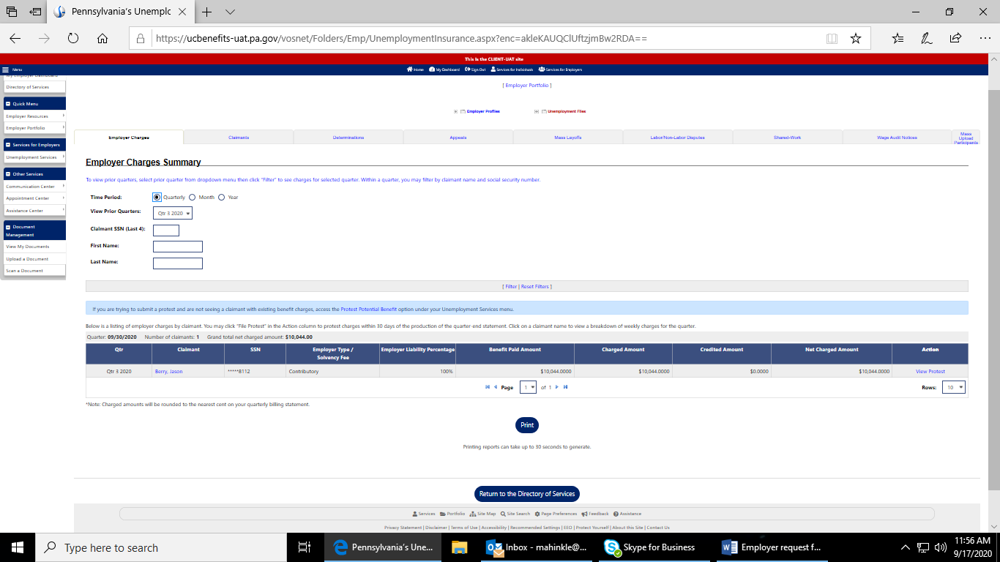 Pennsylvania's Unemplc
https://ucbenefits-uat.pa.gov/vosnet/Folders/Emp/UnemploymentInsurance.aspx?enc=akleKAUQClUftzjmBw2RDA==
This is the CLIENT-UAT site
Menu
Home My Dashboard Sign Out Services for Individuals Services for Employers
My Employer Dashboard
Directory of Services
Quick Menu
Employer Resources
Employer Portfolio
Services for Employers
Unemployment Services
Other Services
Communication Center
Appointment Center
Assistance Center
Document
Management
View My Documents
Upload a Document
Scan a Document
[ Employer Portfolio ]
Employer Profiles Unemployment Files
Employer Charges Claimants Determinations Appeals Mass Layoffs Labor/Non-Labor Disputes Shared-Work Wage Audit Notices
Mass
Upload
Participants
Employer Charges Summary
To view prior quarters, select prior quarter from dropdown menu then click "Filter" to see charges for selected quarter. Within a quarter, you may filter by claimant name and social security number.
Time Period: Quarterly Month Year
View Prior Quarters: Qtr 3 2020
Claimant SSN (Last 4):
First Name:
Last Name:
[ Filter | Reset Filters ]
If you are trying to submit a protest and are not seeing a claimant with existing benefit charges, access the Protest Potential Benefit option under your Unemployment Services menu.
Below is a listing of employer charges by claimant. You may click "File Protest" in the Action column to protest charges within 30 days of the production of the quarter-end statement. Click on a claimant name to view a breakdown of weekly charges for the quarter.
Quarter: 09/30/2020 Number of claimants: 1 Grand total net charged amount: $10,044.00
Qtr Claimant SSN Employer Type / Employer Liability Percentage Benefit Paid Amount Charged Amount Credited Amount Net Charged Amount Action
Solvency Fee
Qtr 3 2020 Berry, Jason *****8112 Contributory 100% $10,044.0000 $10,044.0000 $0.0000 $10,044.0000 View Protest
Page 1 of 1 Rows: 10
*Note: Charged amounts will be rounded to the nearest cent on your quarterly billing statement.
Print
Printing reports can take up to 30 seconds to generate.
Return to the Directory of Services
Services Portfolio Site Map Site Search Page Preferences Feedback Assistance
Privacy Statement | Disclaimer | Terms of Use | Accessibility | Recommended Settings | EEO | Protect Yourself | About this Site | Contact Us
Type here to search
Pennsylvania's Une...
Inbox - mahinkle@...
Skype for Business
Employer request f...
11:56 AM
9/17/2020